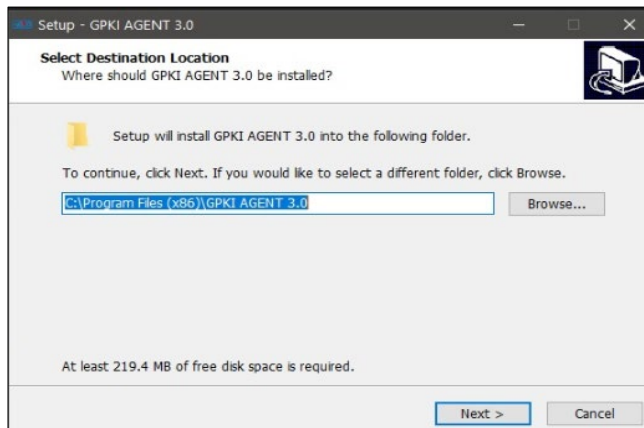 Setup - GPKI AGENT 3.0
Select Destination Location
Where should GPKI AGENT 3.0 be installed?
Setup will install GPKI AGENT 3.0 into the following folder.
To continue, click Next. If you would like to select a different folder, click Browse.
C:\Program Files (x86)\GPKI AGENT 3.0
Browse...
At least 219.4 MB of free disk space is required.
Next >
Cancel